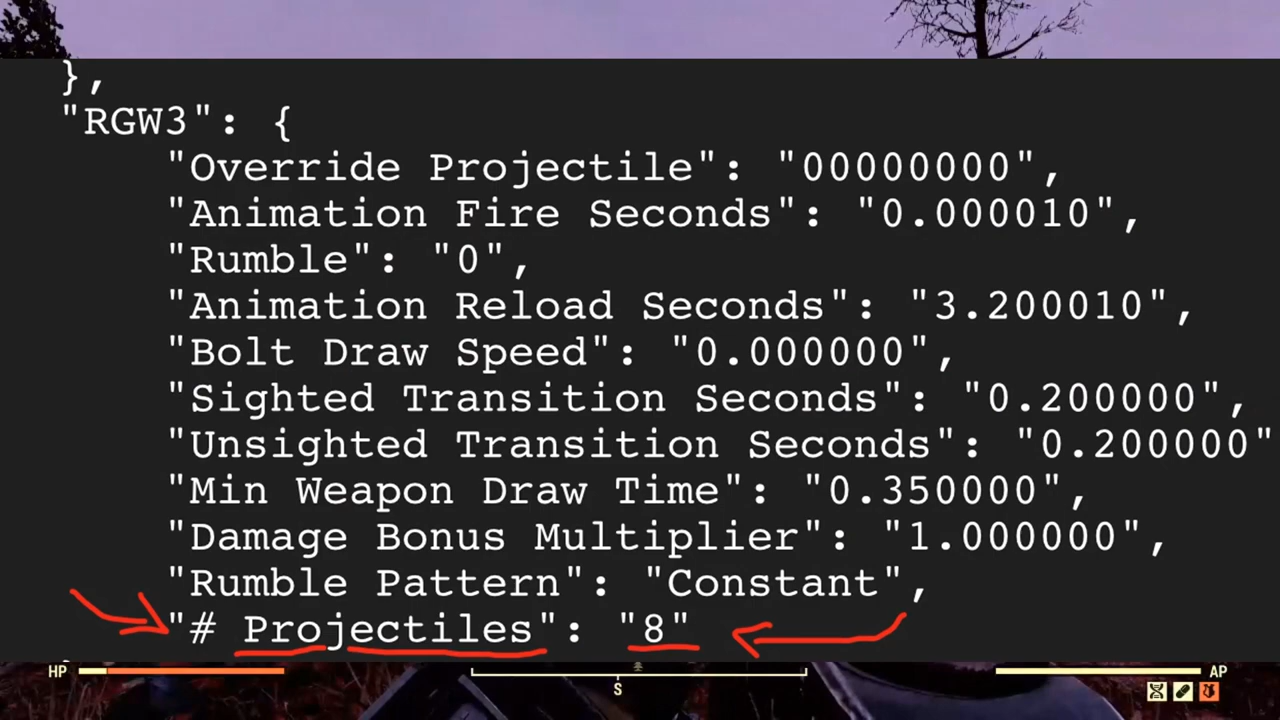 },
"RGW3": {
"Override Projectile": "00000000",
"Animation Fire Seconds": "0.000010",
"Rumble": "0",
"Animation Reload Seconds": "3.200010",
"Bolt Draw Speed": "0.000000",
"Sighted Transition Seconds": "0.200000",
"Unsighted Transition Seconds": "0.200000"
"Min Weapon Draw Time": "0.350000",
"Damage Bonus Multiplier": "1.000000",
"Rumble Pattern": "Constant",
"# Projectiles": "8"
HP
S
AP